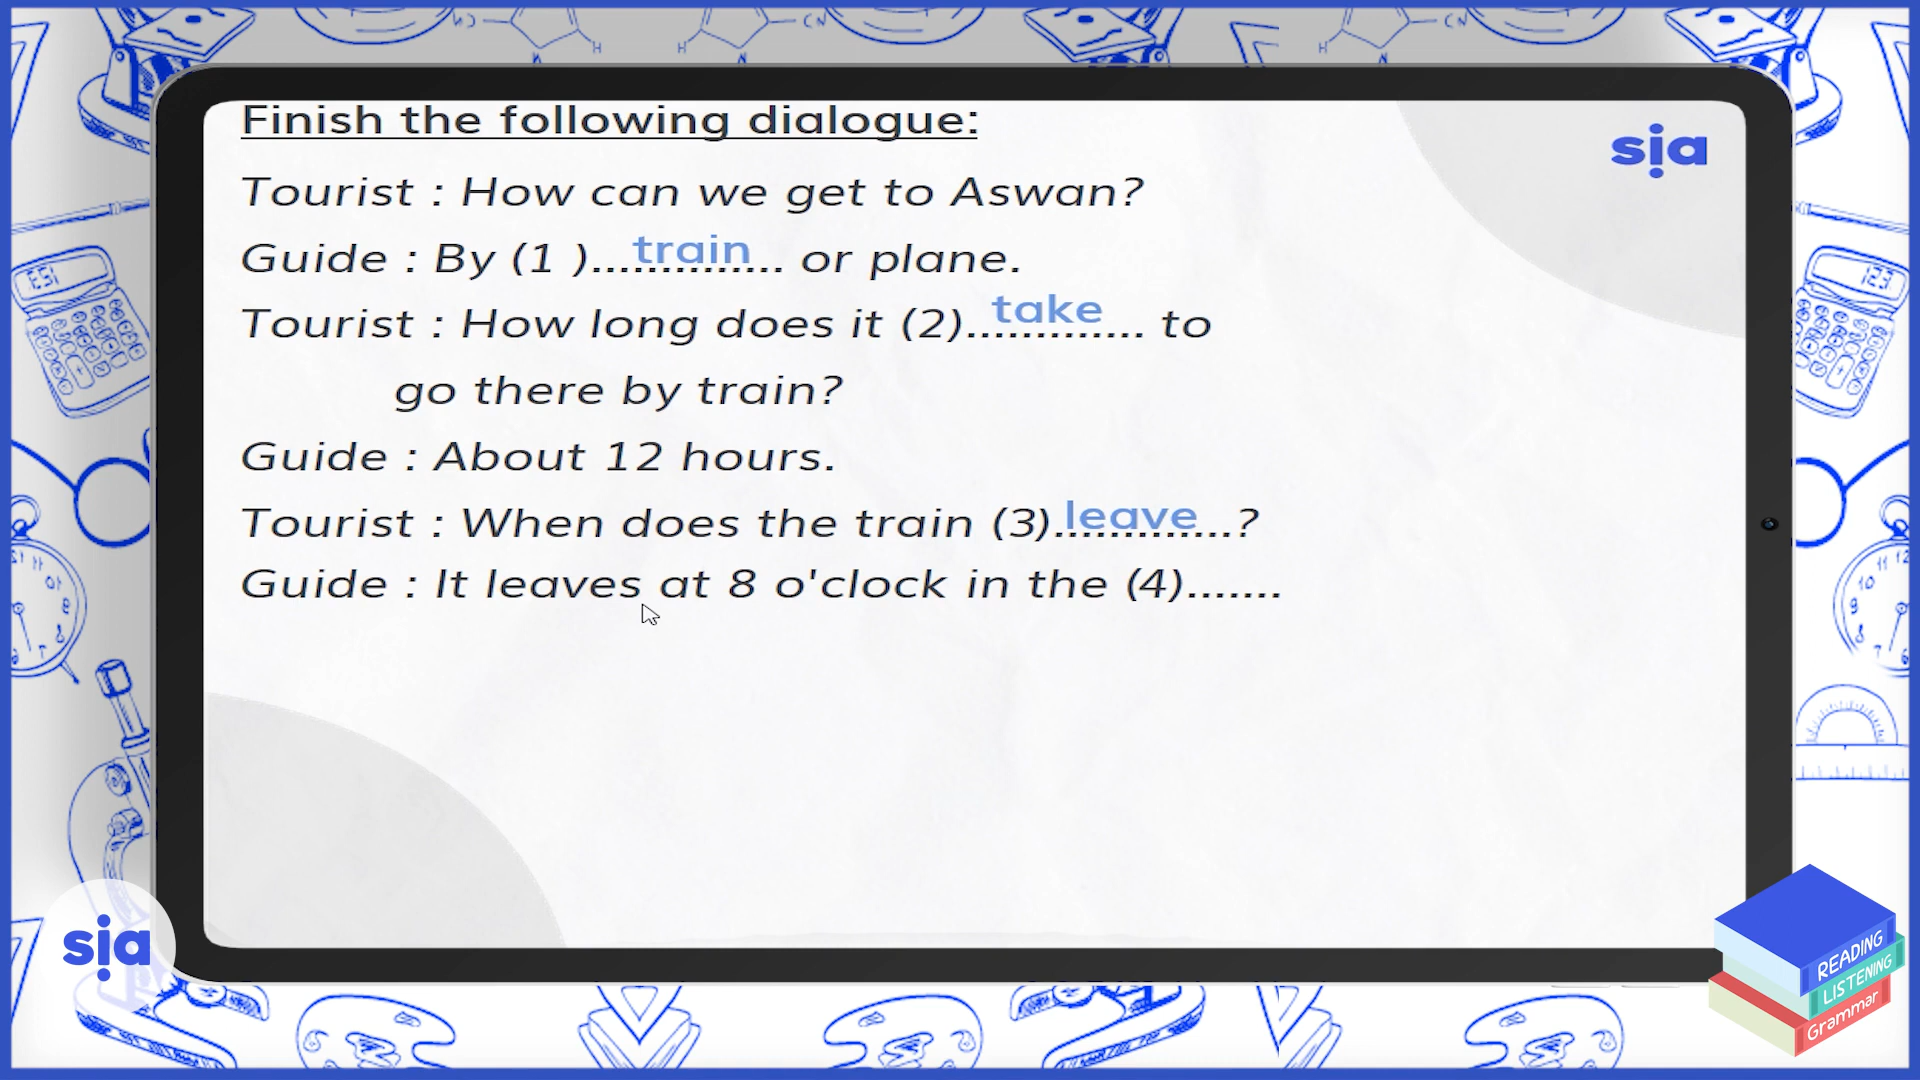 Finish the following dialogue:
sia
Tourist : How can we get to Aswan?
Guide : By (1 )...train... or plane.
Tourist : How long does it (2)...take... to
go there by train?
Guide : About 12 hours.
Tourist : When does the train (3)...leave...?
Guide : It leaves at 8 o'clock in the (4).......
sia
READING
LISTENING
Grammar